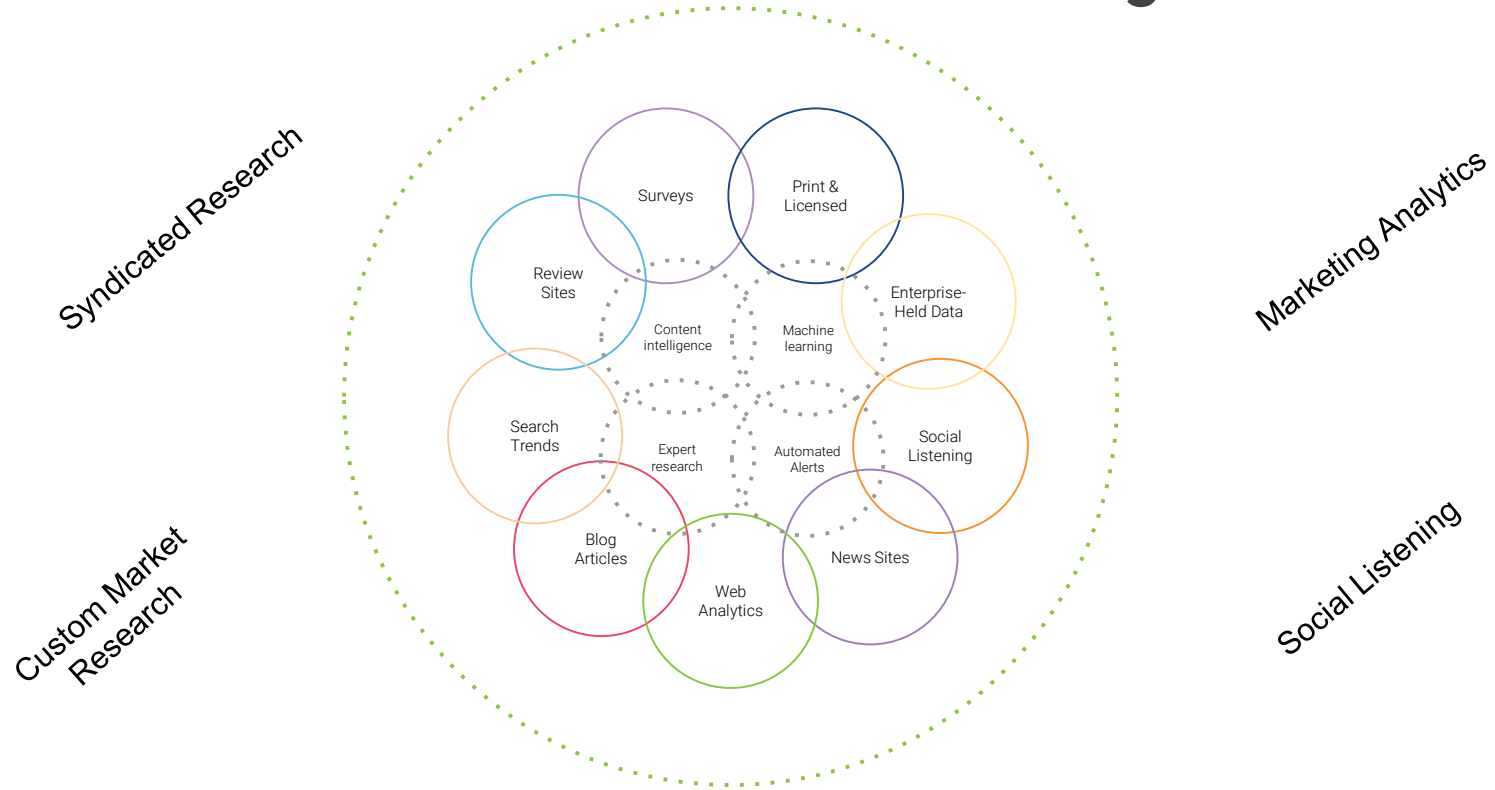 Syndicated Research
Marketing Analytics
Surveys
Print &
Licensed
Review
Sites
Enterprise-
Held Data
Content
intelligence
Machine
learning
Search
Trends
Social
Listening
Expert
research
Automated
Alerts
Blog
Articles
News Sites
Web
Analytics
Custom Market
Research
Social Listening